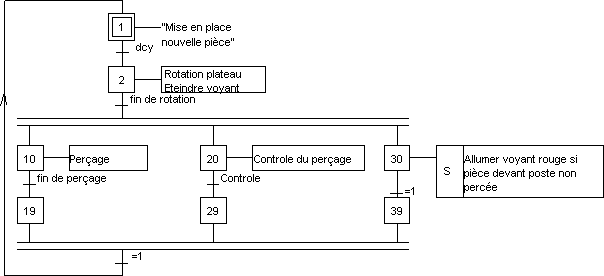 1
"Mise en place
nouvelle pièce"
dcy
2
Rotation plateau
Eteindre voyant
fin de rotation
10
Perçage
20
Controle du perçage
30
S
Allumer voyant rouge si
pièce devant poste non
percée
fin de perçage
Controle
=1
19
29
39
=1